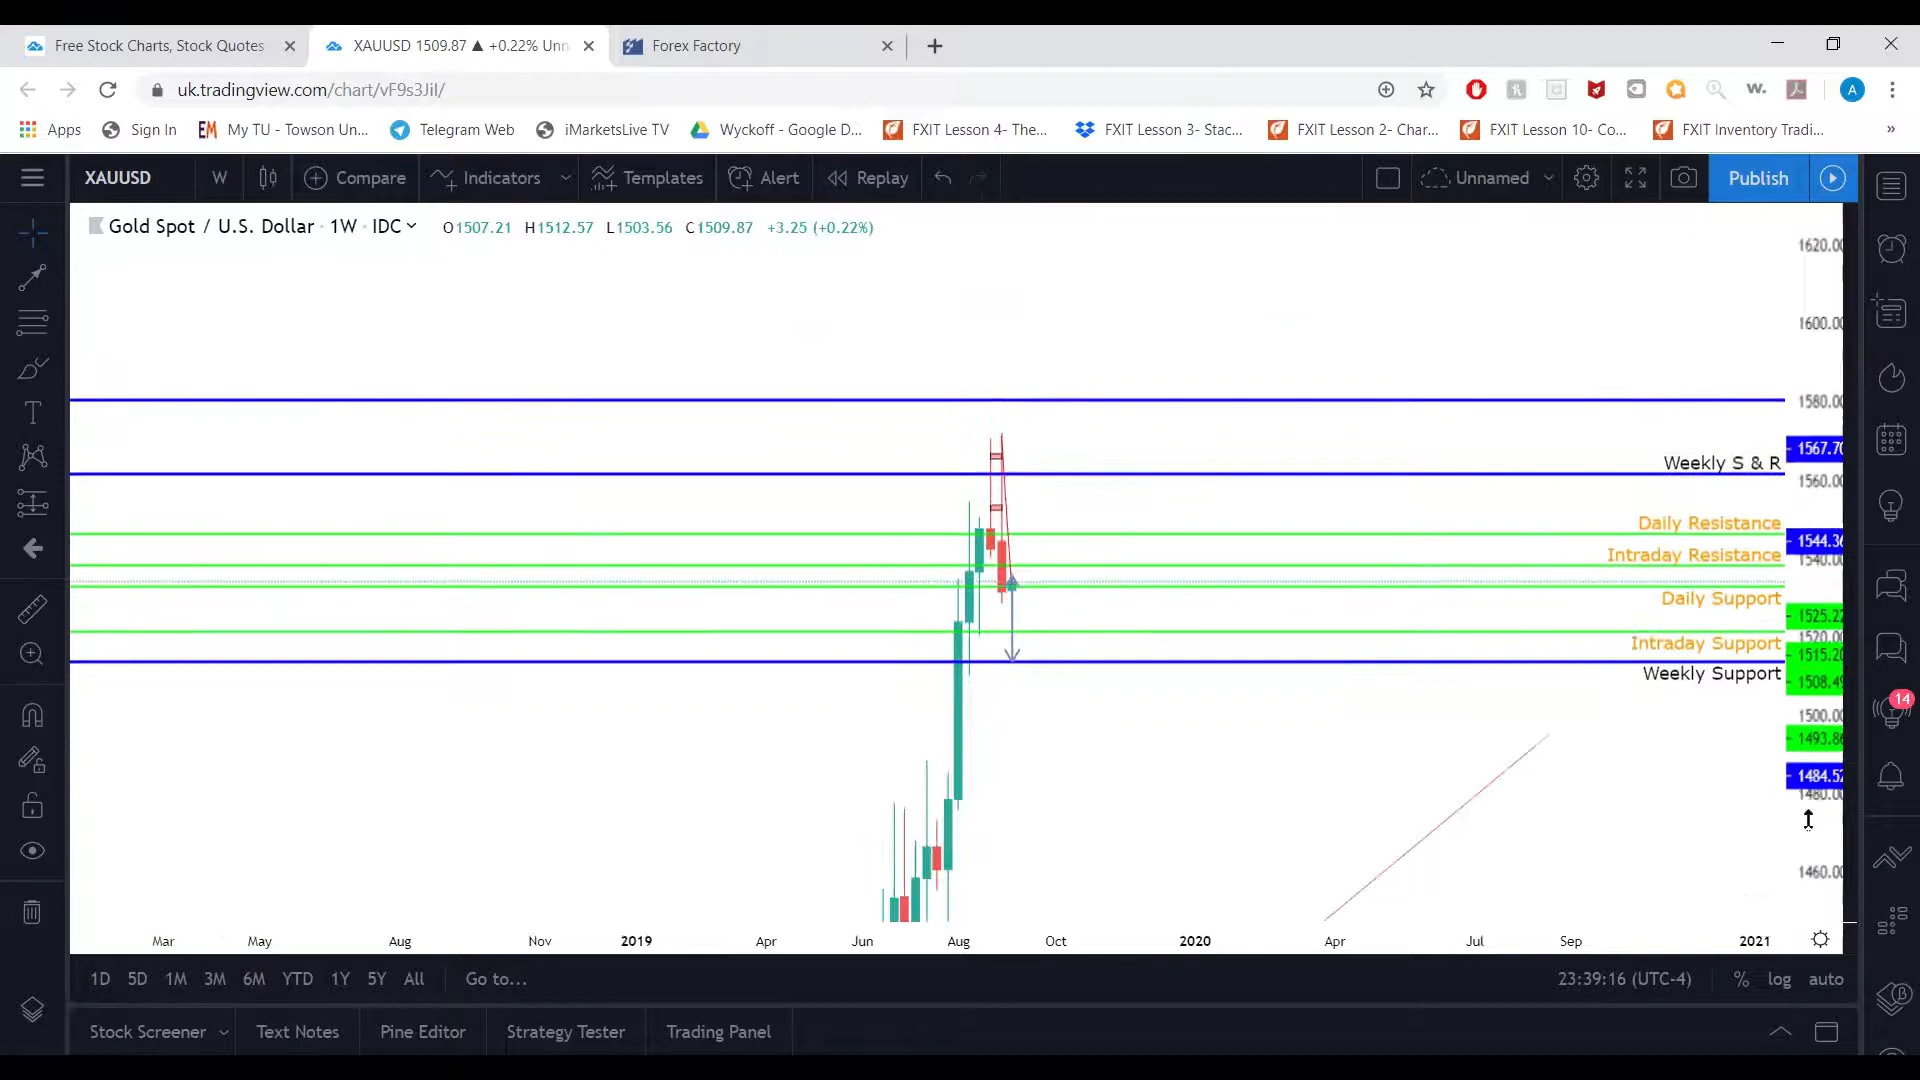 Free Stock Charts, Stock Quotes
XAUUSD 1509.87 ▲ +0.22% Unn
Forex Factory
uk.tradingview.com/chart/vF9s3JiI/
A
Apps
Sign In
EM My TU - Towson Un...
Telegram Web
iMarketsLive TV
Wyckoff - Google D...
FXIT Lesson 4- The...
FXIT Lesson 3- Stac...
FXIT Lesson 2- Char...
FXIT Lesson 10- Co...
FXIT Inventory Tradi...
»
XAUUSD
W
Compare
Indicators
Templates
Alert
Replay
Unnamed
Publish
Gold Spot / U.S. Dollar · 1W · IDC
O1507.21 H1512.57 L1503.56 C1509.87 +3.25 (+0.22%)
1620.00
1600.00
1580.00
1567.70
Weekly S & R
1560.00
Daily Resistance
1544.36
Intraday Resistance
1540.00
Daily Support
1525.22
1520.00
Intraday Support
1515.20
Weekly Support
1508.49
14
1500.00
1493.86
1484.52
1480.00
1460.00
Mar May Aug Nov 2019 Apr Jun Aug Oct 2020 Apr Jul Sep 2021
1D 5D 1M 3M 6M YTD 1Y 5Y All Go to...
23:39:16 (UTC-4) % log auto
Stock Screener
Text Notes
Pine Editor
Strategy Tester
Trading Panel